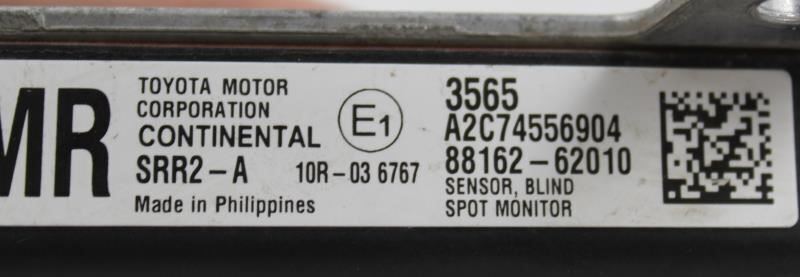 MR
TOYOTA MOTOR
CORPORATION
CONTINENTAL
SRR2-A
Made in Philippines
E1
10R-03 6767
3565
A2C74556904
88162-62010
SENSOR, BLIND
SPOT MONITOR